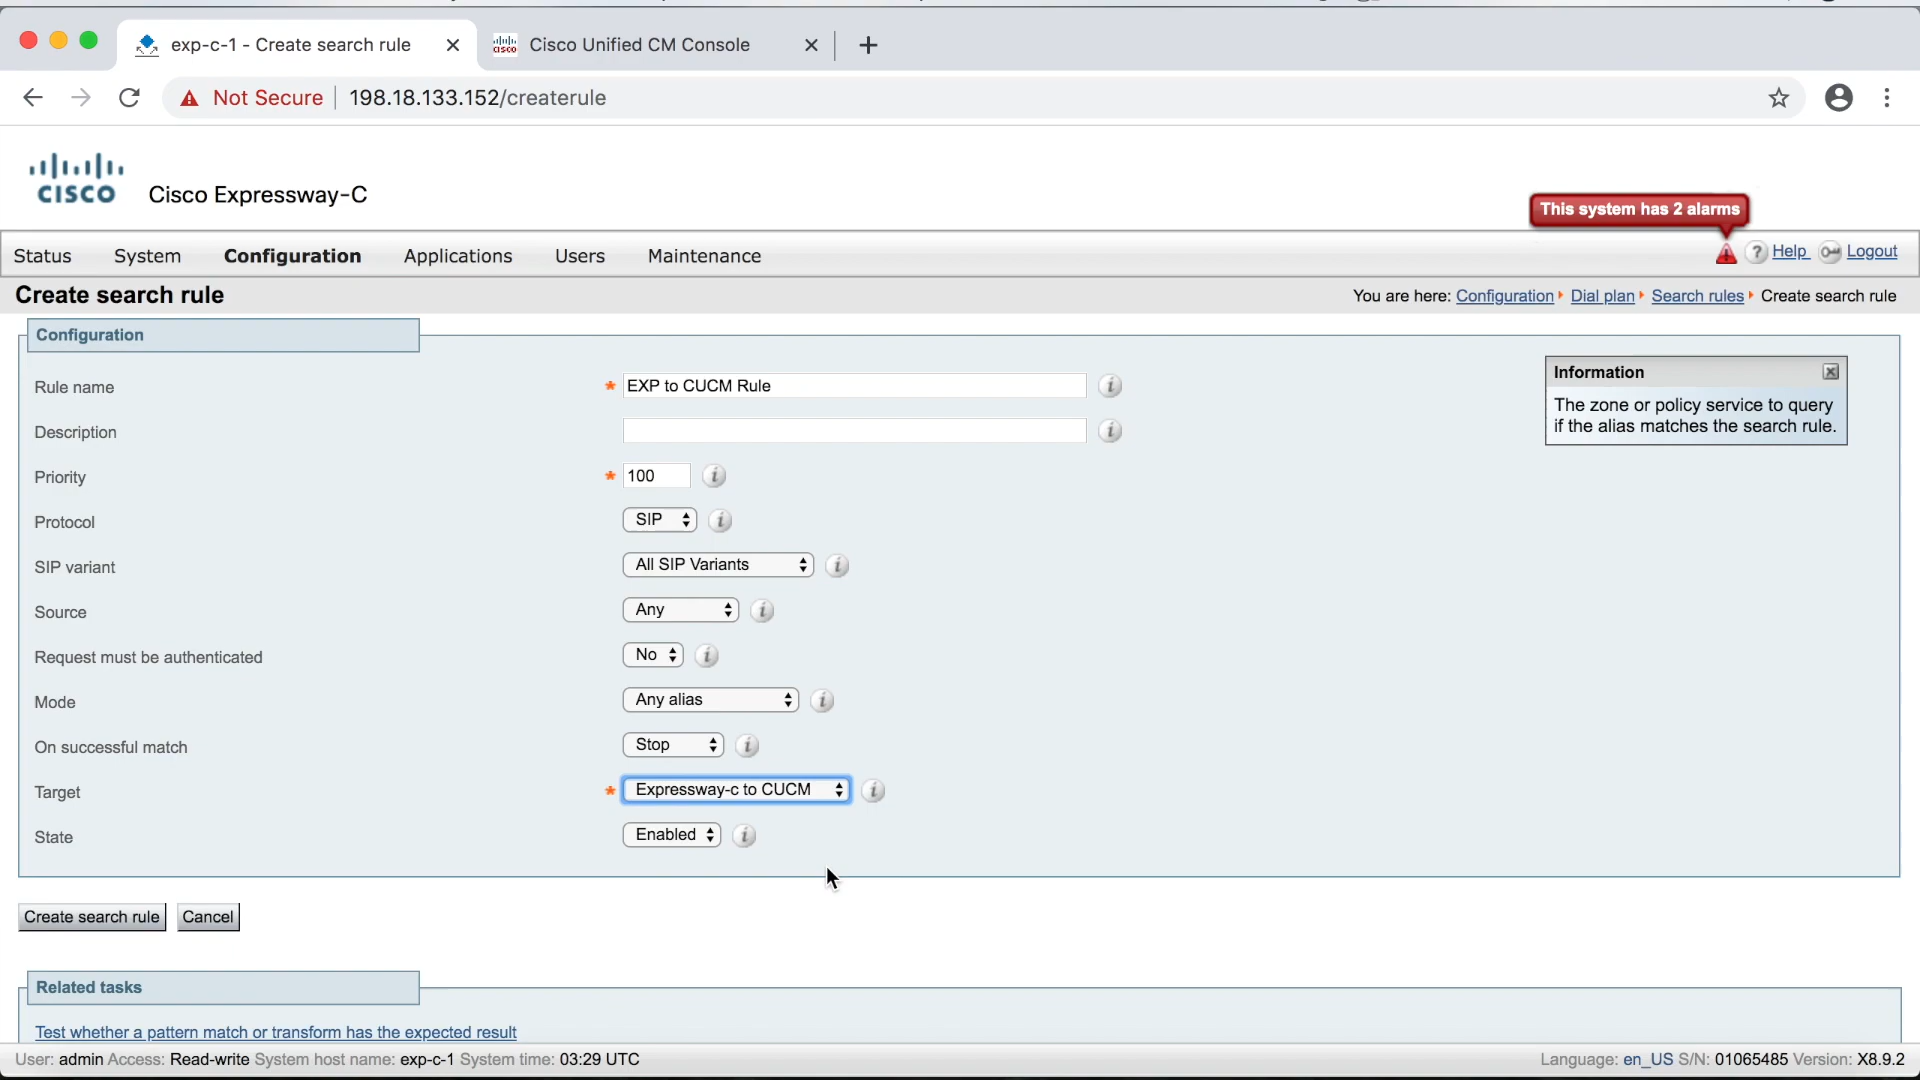 exp-c-1 - Create search rule
Cisco Unified CM Console
Not Secure 198.18.133.152/createrule
CISCO Cisco Expressway-C
This system has 2 alarms
Status System Configuration Applications Users Maintenance ? Help Logout
Create search rule You are here: Configuration Dial plan Search rules Create search rule
Configuration
Rule name * EXP to CUCM Rule i
Description i
Priority * 100 i
Protocol SIP i
SIP variant All SIP Variants i
Source Any i
Request must be authenticated No i
Mode Any alias i
On successful match Stop i
Target * Expressway-c to CUCM i
State Enabled i
Information
The zone or policy service to query
if the alias matches the search rule.
Create search rule Cancel
Related tasks
Test whether a pattern match or transform has the expected result
User: admin Access: Read-write System host name: exp-c-1 System time: 03:29 UTC Language: en_US S/N: 01065485 Version: X8.9.2